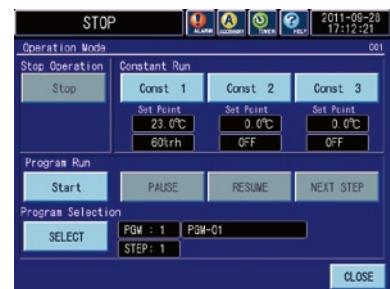 STOP
ALARM ACCESSORY TIMER HELP
2011-09-28
17:12:21
Operation Mode 001
Stop Operation Constant Run
Stop Const 1 Const 2 Const 3
Set Point Set Point Set Point
23.0℃ 0.0℃ 0.0℃
60%rh OFF OFF
Program Run
Start PAUSE RESUME NEXT STEP
Program Selection
SELECT
PGM : 1 PGM-01
STEP: 1
CLOSE